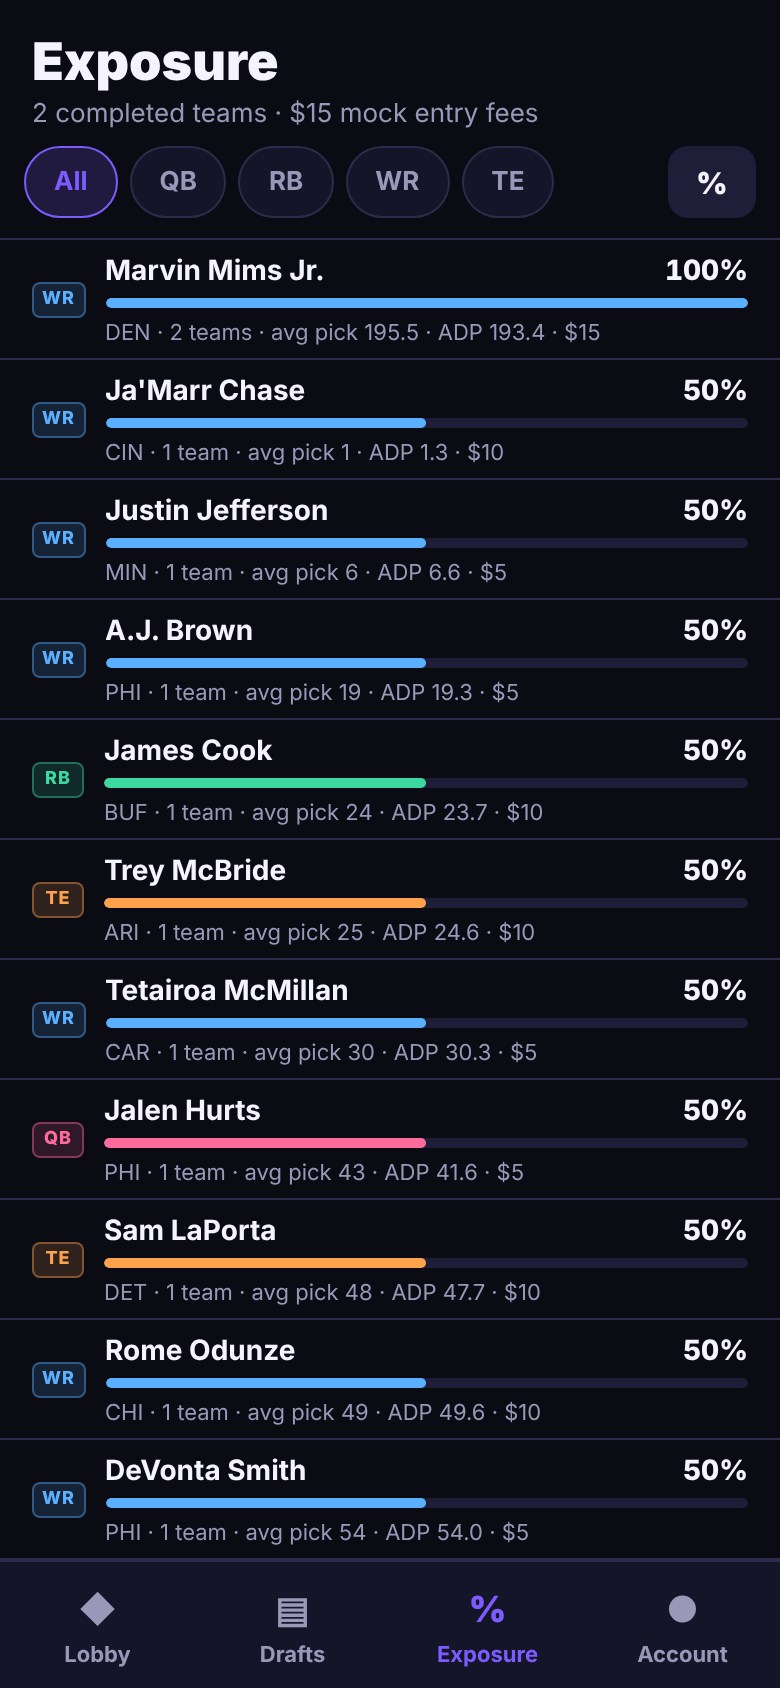 Exposure
2 completed teams · $15 mock entry fees
All QB RB WR TE %
Marvin Mims Jr. 100%
WR
DEN · 2 teams · avg pick 195.5 · ADP 193.4 · $15
Ja'Marr Chase 50%
WR
CIN · 1 team · avg pick 1 · ADP 1.3 · $10
Justin Jefferson 50%
WR
MIN · 1 team · avg pick 6 · ADP 6.6 · $5
A.J. Brown 50%
WR
PHI · 1 team · avg pick 19 · ADP 19.3 · $5
James Cook 50%
RB
BUF · 1 team · avg pick 24 · ADP 23.7 · $10
Trey McBride 50%
TE
ARI · 1 team · avg pick 25 · ADP 24.6 · $10
Tetairoa McMillan 50%
WR
CAR · 1 team · avg pick 30 · ADP 30.3 · $5
Jalen Hurts 50%
QB
PHI · 1 team · avg pick 43 · ADP 41.6 · $5
Sam LaPorta 50%
TE
DET · 1 team · avg pick 48 · ADP 47.7 · $10
Rome Odunze 50%
WR
CHI · 1 team · avg pick 49 · ADP 49.6 · $10
DeVonta Smith 50%
WR
PHI · 1 team · avg pick 54 · ADP 54.0 · $5
%
Lobby Drafts Exposure Account